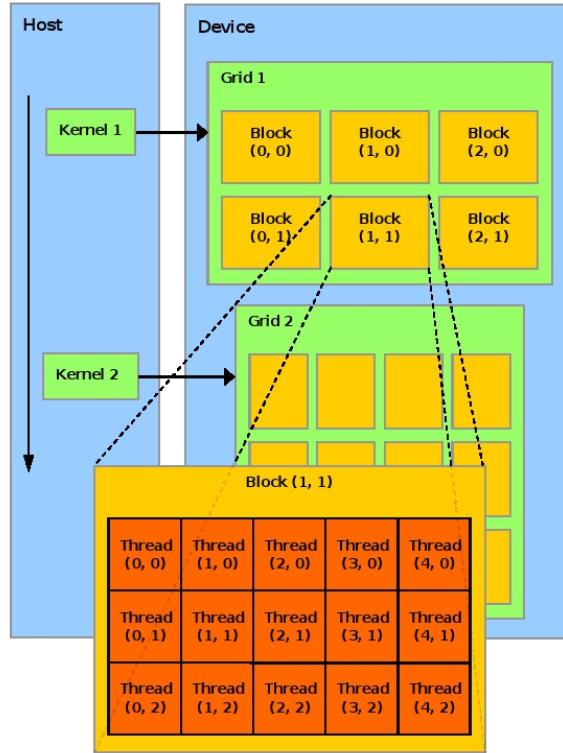 Host
Device
Grid 1
Kernel 1
Block
(0, 0)
Block
(1, 0)
Block
(2, 0)
Block
(0, 1)
Block
(1, 1)
Block
(2, 1)
Grid 2
Kernel 2
Block (1, 1)
Thread
(0, 0)
Thread
(1, 0)
Thread
(2, 0)
Thread
(3, 0)
Thread
(4, 0)
Thread
(0, 1)
Thread
(1, 1)
Thread
(2, 1)
Thread
(3, 1)
Thread
(4, 1)
Thread
(0, 2)
Thread
(1, 2)
Thread
(2, 2)
Thread
(3, 2)
Thread
(4, 2)